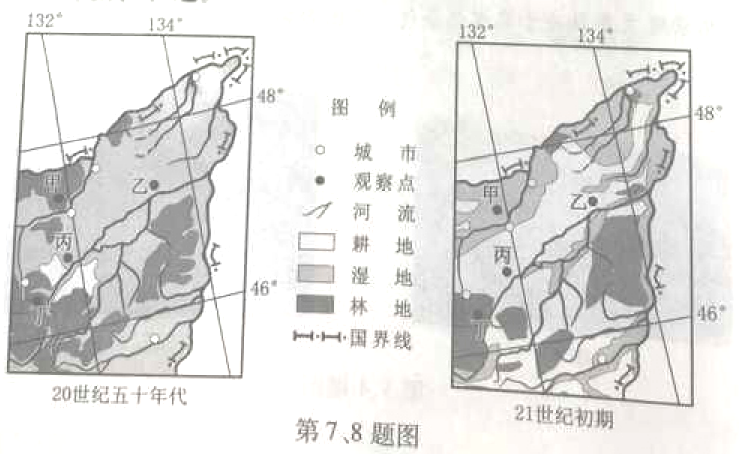 132°
134°
48°
46°
甲
乙
丙
丁
20世纪五十年代
图 例
城 市
观察点
河 流
耕 地
湿 地
林 地
国界线
132°
134°
48°
46°
甲
乙
丙
丁
21世纪初期
第7、8题图